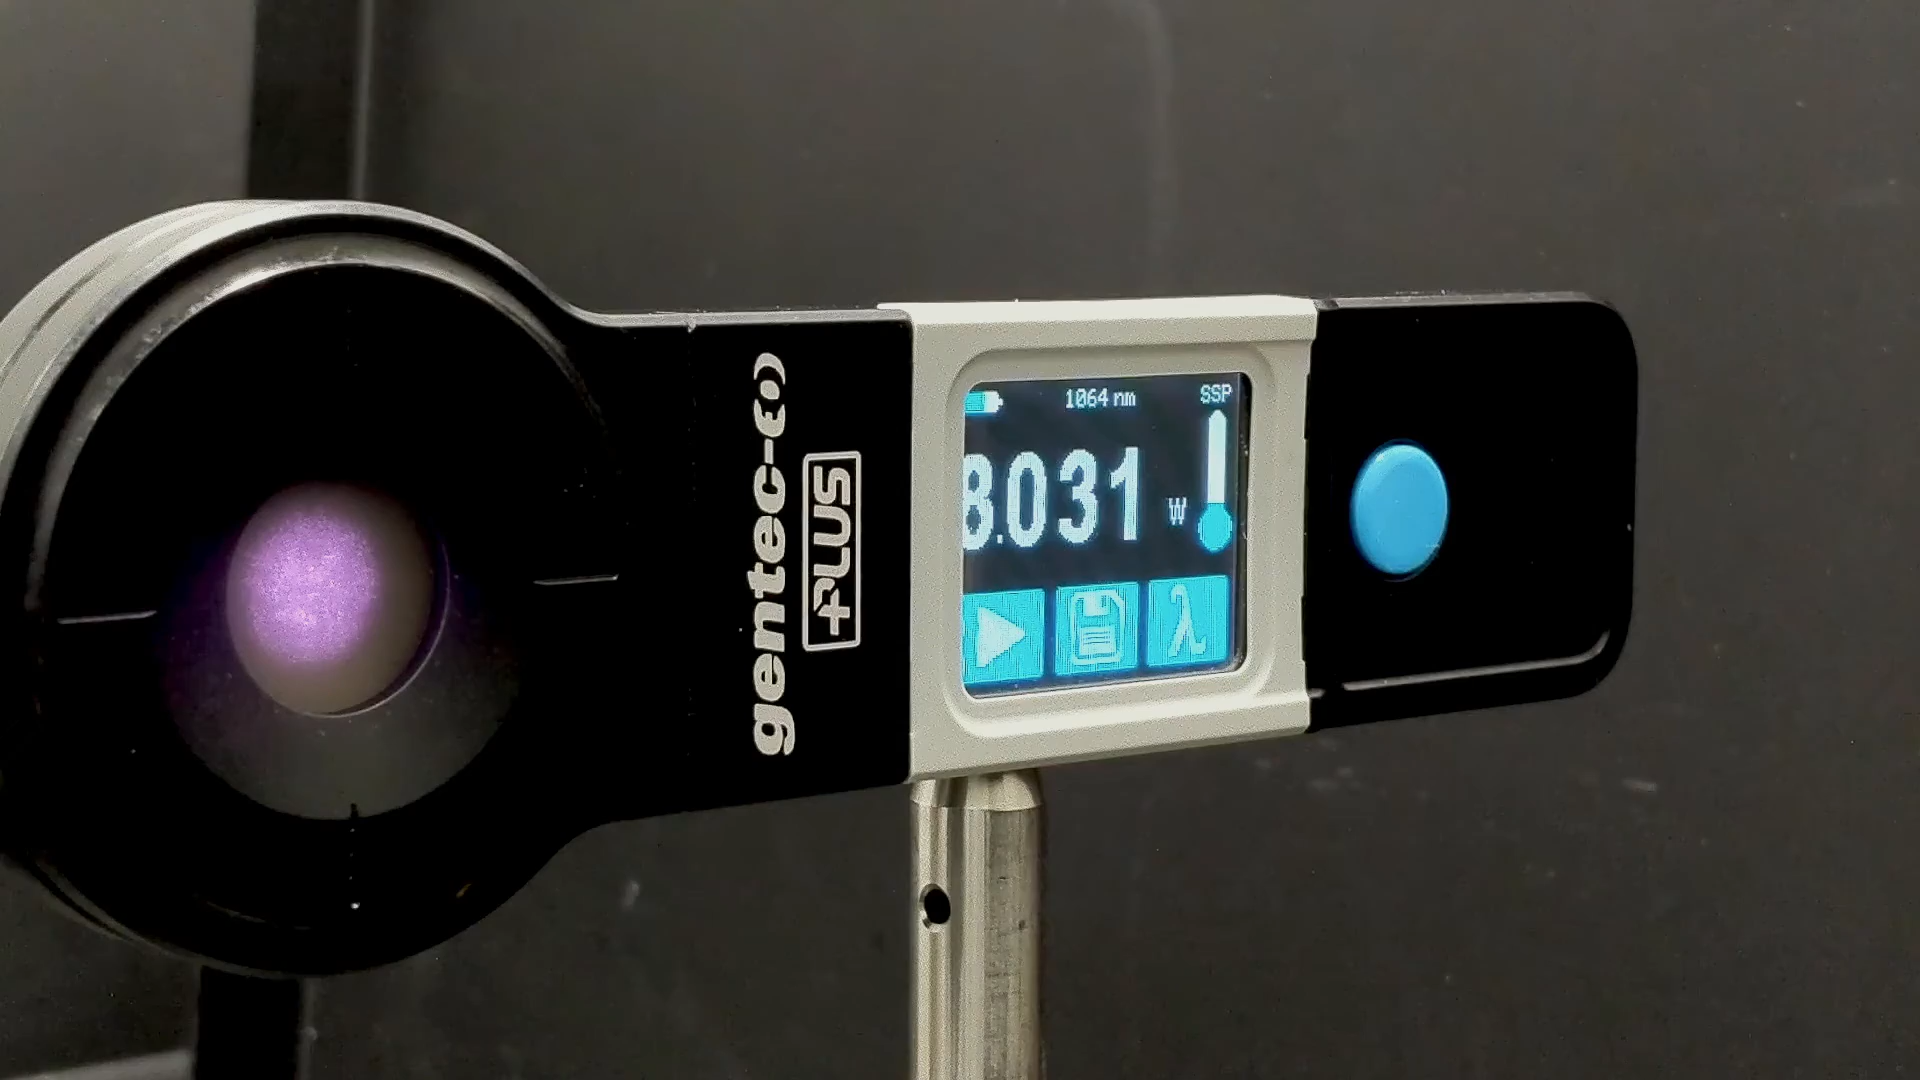 gentec-eo
PLUS
1064 nm
SSP
8.031 W
λ